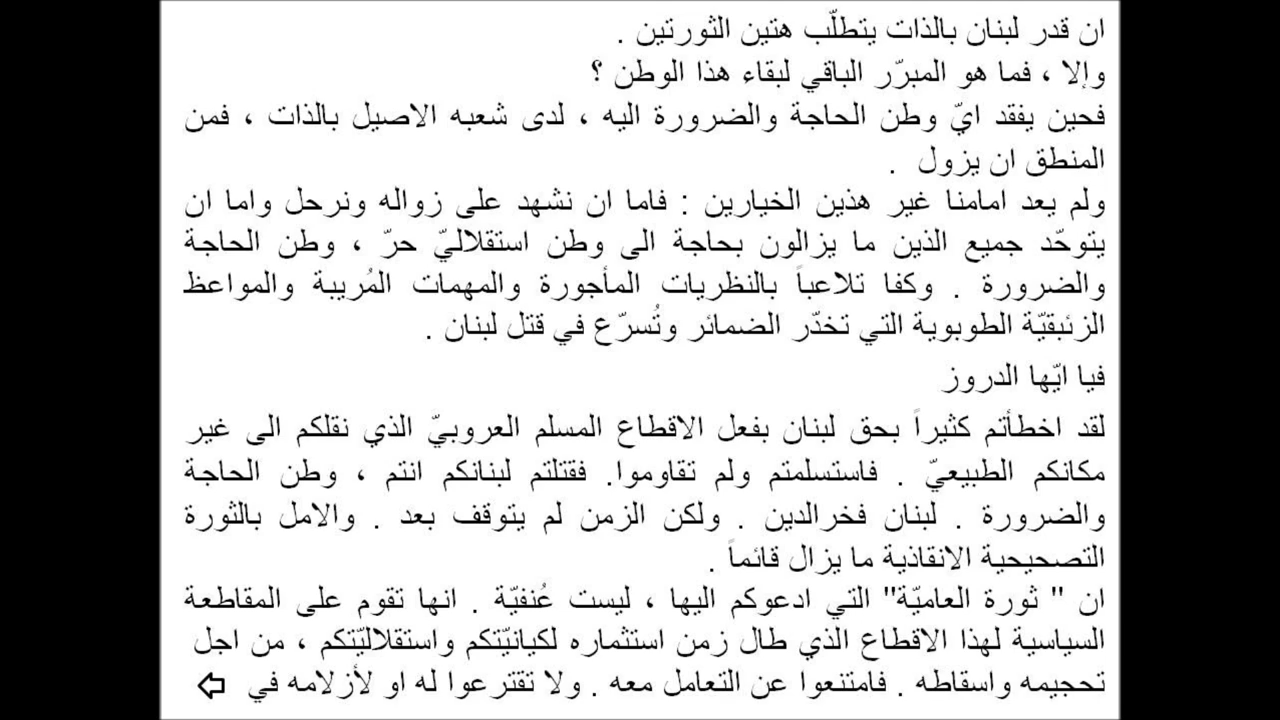 ان قدر لبنان بالذات يتطلّب هتين الثورتين .
وإلا ، فما هو المبرّر الباقي لبقاء هذا الوطن ؟
فحين يفقد ايّ وطن الحاجة والضرورة اليه ، لدى شعبه الاصيل بالذات ، فمن
المنطق ان يزول .
ولم يعد امامنا غير هذين الخيارين : فاما ان نشهد على زواله ونرحل واما ان
يتوحّد جميع الذين ما يزالون بحاجة الى وطن استقلاليّ حرّ ، وطن الحاجة
والضرورة . وكفا تلاعباً بالنظريات المأجورة والمهمات المُريبة والمواعظ
الزئبقيّة الطوبوية التي تخدّر الضمائر وتُسرّع في قتل لبنان .
فيا ايّها الدروز
لقد اخطأتم كثيراً بحق لبنان بفعل الاقطاع المسلم العروبيّ الذي نقلكم الى غير
مكانكم الطبيعيّ . فاستسلمتم ولم تقاوموا. فقتلتم لبنانكم انتم ، وطن الحاجة
والضرورة . لبنان فخرالدين . ولكن الزمن لم يتوقف بعد . والامل بالثورة
التصحيحية الانقاذية ما يزال قائماً .
ان " ثورة العاميّة" التي ادعوكم اليها ، ليست عُنفيّة . انها تقوم على المقاطعة
السياسية لهذا الاقطاع الذي طال زمن استثماره لكيانيّتكم واستقلاليّتكم ، من اجل
تحجيمه واسقاطه . فامتنعوا عن التعامل معه . ولا تقترعوا له او لأزلامه في ⇦